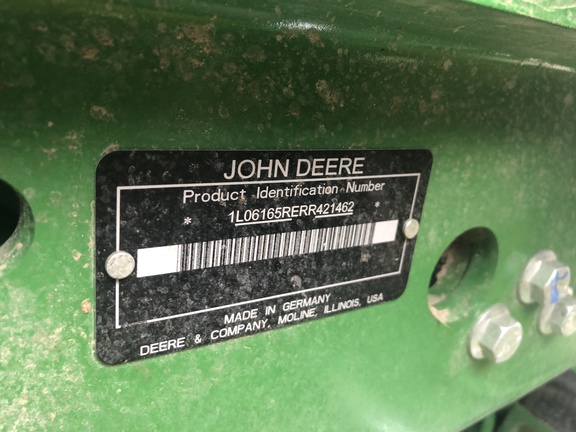 JOHN DEERE
Product Identification Number
* 1L06165RERR421462 *
MADE IN GERMANY
DEERE & COMPANY, MOLINE, ILLINOIS, USA